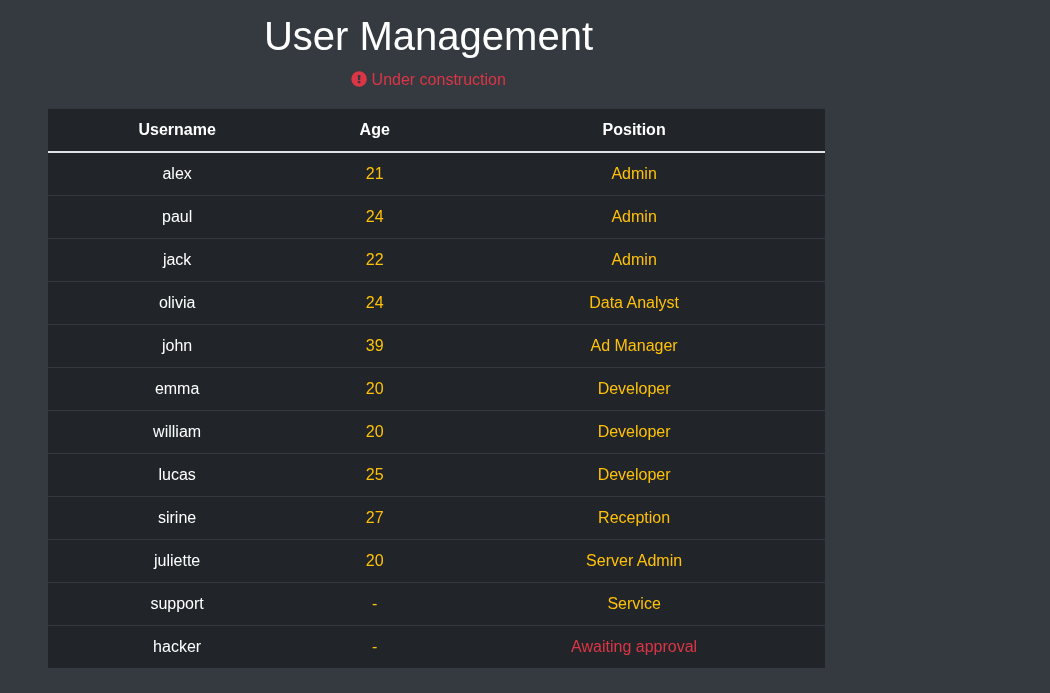 User Management
Under construction
Username Age Position
alex 21 Admin
paul 24 Admin
jack 22 Admin
olivia 24 Data Analyst
john 39 Ad Manager
emma 20 Developer
william 20 Developer
lucas 25 Developer
sirine 27 Reception
juliette 20 Server Admin
support - Service
hacker - Awaiting approval